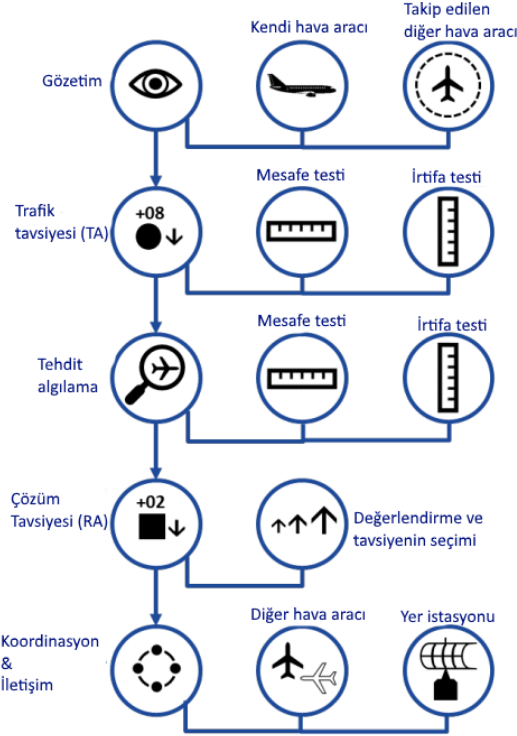 Kendi hava aracı
Takip edilen
diğer hava aracı
Gözetim
Mesafe testi
İrtifa testi
Trafik
tavsiyesi (TA)
+08
Mesafe testi
İrtifa testi
Tehdit
algılama
Çözüm
Tavsiyesi (RA)
+02
Değerlendirme ve
tavsiyenin seçimi
Diğer hava aracı
Yer istasyonu
Koordinasyon
&
İletişim